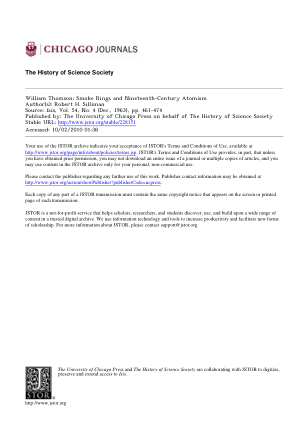 CHICAGO JOURNALS
The History of Science Society
William Thomson: Smoke Rings and Nineteenth-Century Atomism
Author(s): Robert H. Silliman
Source: Isis, Vol. 54, No. 4 (Dec., 1963), pp. 461-474
Published by: The University of Chicago Press on behalf of The History of Science Society
Stable URL: http://www.jstor.org/stable/228151
Accessed: 10/02/2010 01:38
Your use of the JSTOR archive indicates your acceptance of JSTOR's Terms and Conditions of Use, available at
http://www.jstor.org/page/info/about/policies/terms.jsp. JSTOR's Terms and Conditions of Use provides, in part, that unless
you have obtained prior permission, you may not download an entire issue of a journal or multiple copies of articles, and you
may use content in the JSTOR archive only for your personal, non-commercial use.
Please contact the publisher regarding any further use of this work. Publisher contact information may be obtained at
http://www.jstor.org/action/showPublisher?publisherCode=ucpress.
Each copy of any part of a JSTOR transmission must contain the same copyright notice that appears on the screen or printed
page of such transmission.
JSTOR is a not-for-profit service that helps scholars, researchers, and students discover, use, and build upon a wide range of
content in a trusted digital archive. We use information technology and tools to increase productivity and facilitate new forms
of scholarship. For more information about JSTOR, please contact support@jstor.org.
The University of Chicago Press and The History of Science Society are collaborating with JSTOR to digitize,
preserve and extend access to Isis.
JSTOR
http://www.jstor.org